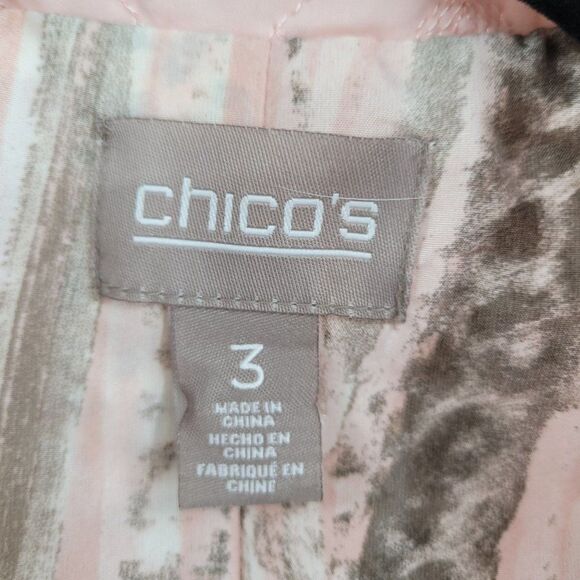 chico's
3
MADE IN
CHINA
HECHO EN
CHINA
FABRIQUÉ EN
CHINE